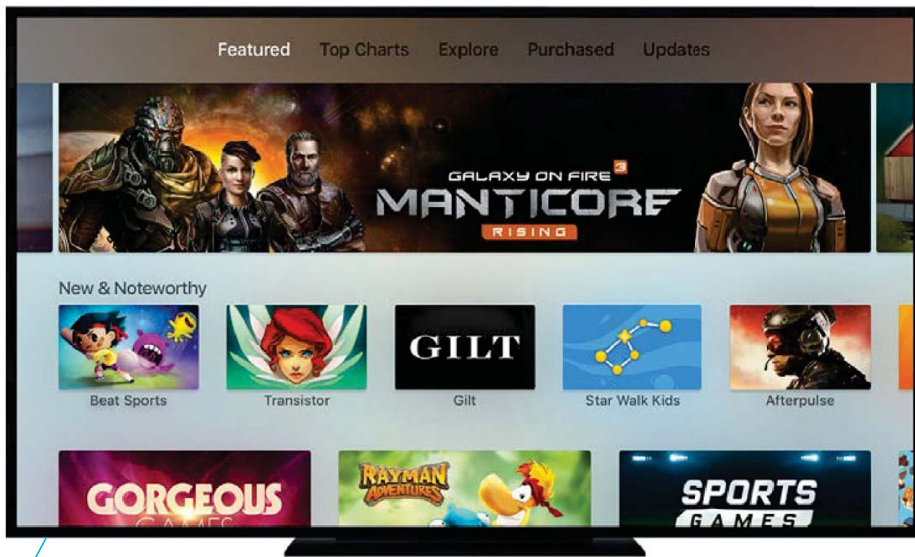 Featured Top Charts Explore Purchased Updates
GALAXY ON FIRE 3
MANTICORE
RISING
New & Noteworthy
GILT
Beat Sports Transistor Gilt Star Walk Kids Afterpulse
GORGEOUS
GAMES
RAYMAN
ADVENTURES
SPORTS
GAMES